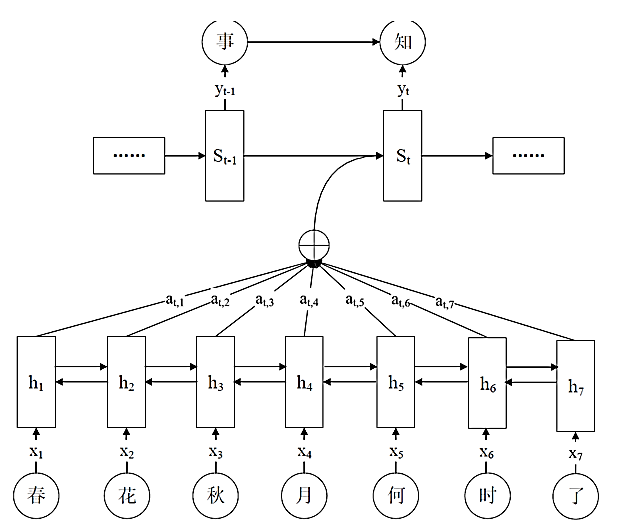 事 知
yt-1 yt
...... St-1 St ......
at,1 at,2 at,3 at,4 at,5 at,6 at,7
h1 h2 h3 h4 h5 h6 h7
x1 x2 x3 x4 x5 x6 x7
春 花 秋 月 何 时 了